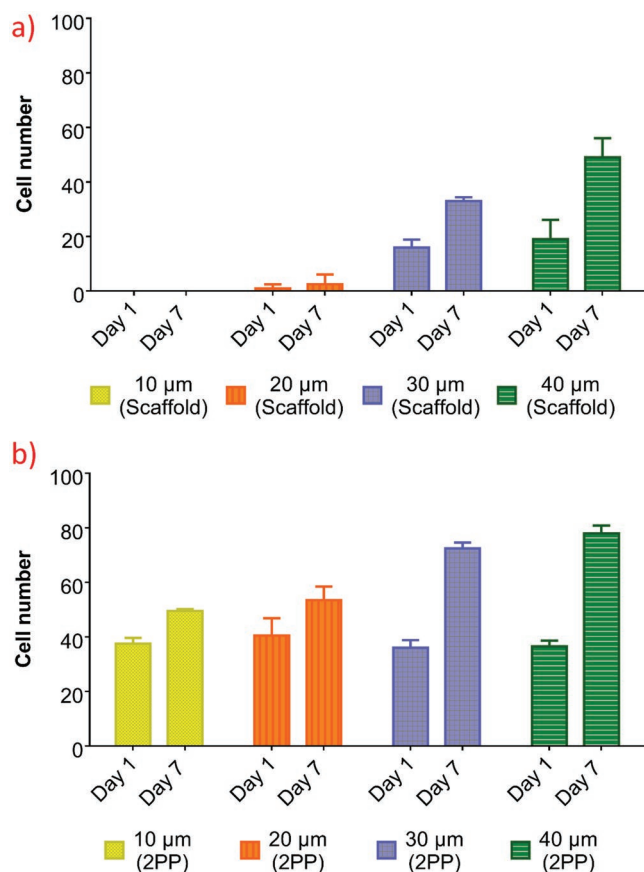 a)
Cell number
100
80
60
40
20
0
Day 1 Day 7 Day 1 Day 7 Day 1 Day 7 Day 1 Day 7
10 µm 20 µm 30 µm 40 µm
(Scaffold) (Scaffold) (Scaffold) (Scaffold)
b)
Cell number
100
80
60
40
20
0
Day 1 Day 7 Day 1 Day 7 Day 1 Day 7 Day 1 Day 7
10 µm 20 µm 30 µm 40 µm
(2PP) (2PP) (2PP) (2PP)